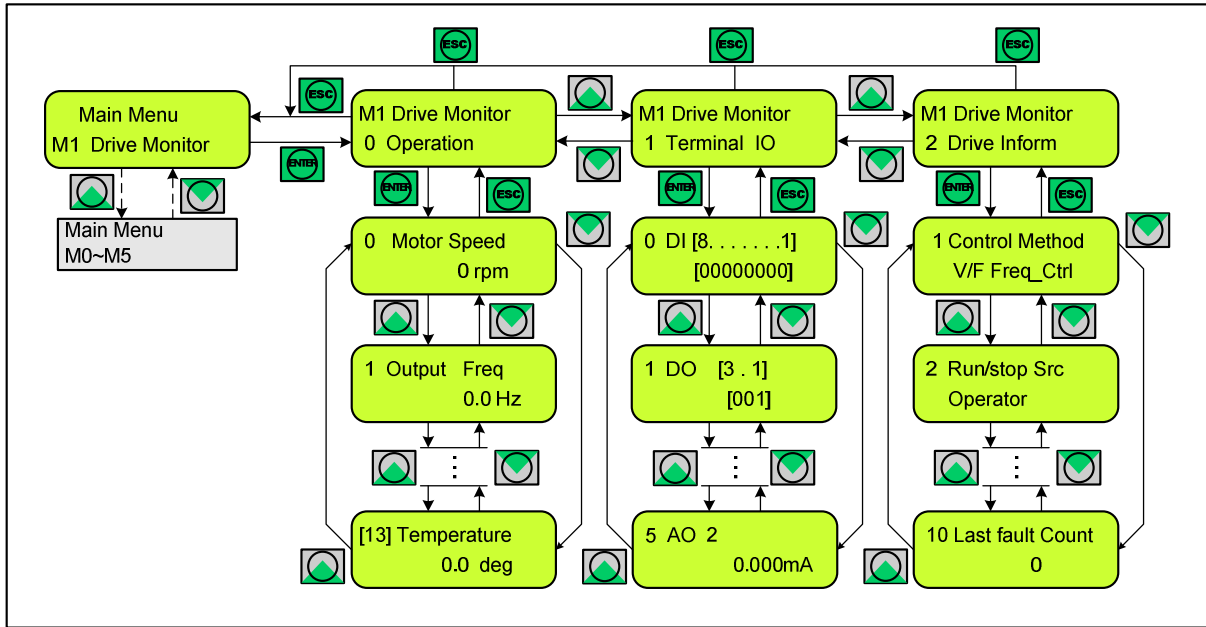 ESC
ESC
ESC
ESC
Main Menu
M1 Drive Monitor
ENTER
M1 Drive Monitor
0 Operation
M1 Drive Monitor
1 Terminal IO
M1 Drive Monitor
2 Drive Inform
ENTER
ESC
ENTER
ESC
ENTER
ESC
Main Menu
M0~M5
0 Motor Speed
0 rpm
0 DI [8. . . . . . .1]
[00000000]
1 Control Method
V/F Freq_Ctrl
1 Output Freq
0.0 Hz
1 DO [3 . 1]
[001]
2 Run/stop Src
Operator
[13] Temperature
0.0 deg
5 AO 2
0.000mA
10 Last fault Count
0